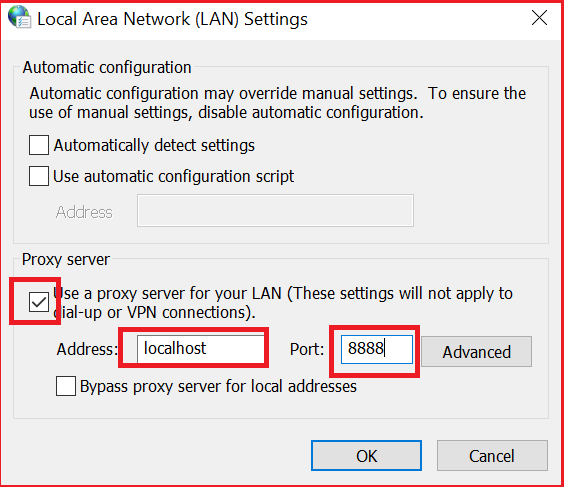 Local Area Network (LAN) Settings
Automatic configuration
Automatic configuration may override manual settings. To ensure the
use of manual settings, disable automatic configuration.
Automatically detect settings
Use automatic configuration script
Address
Proxy server
Use a proxy server for your LAN (These settings will not apply to
dial-up or VPN connections).
Address: localhost Port: 8888 Advanced
Bypass proxy server for local addresses
OK Cancel